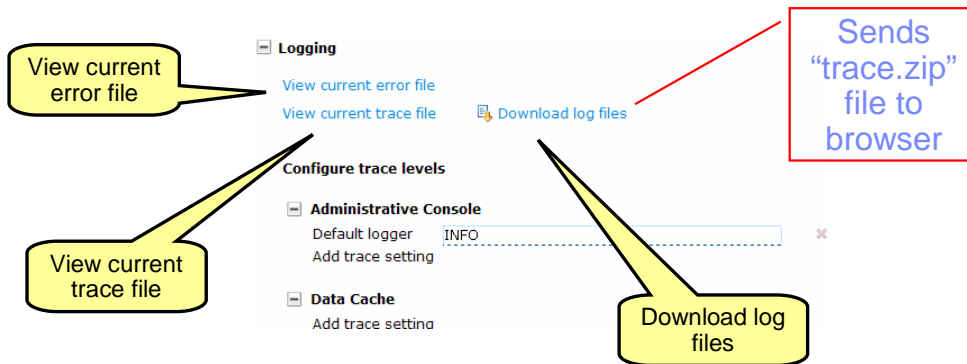 Logging
View current error file
View current trace file
Download log files
Configure trace levels
Administrative Console
Default logger
INFO
Add trace setting
Data Cache
Add trace setting
View current
error file
View current
trace file
Download log
files
Sends
“trace.zip”
file to
browser